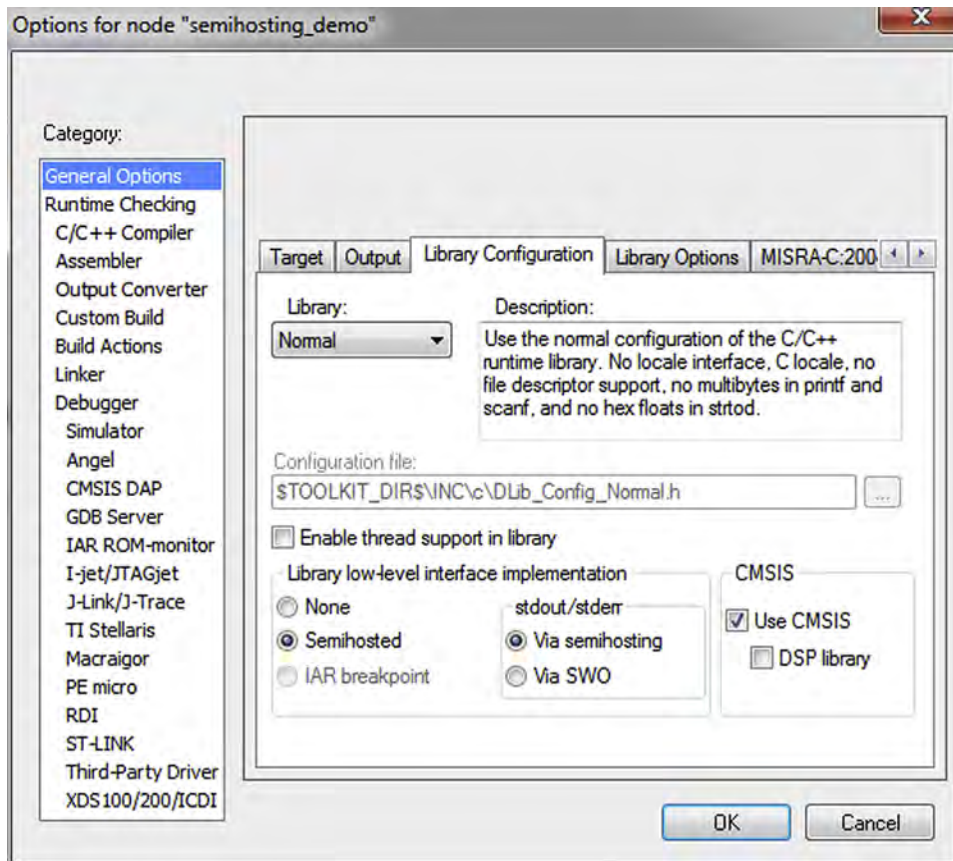 Options for node "semihosting_demo"
Category:
General Options
Runtime Checking
C/C++ Compiler
Assembler
Output Converter
Custom Build
Build Actions
Linker
Debugger
Simulator
Angel
CMSIS DAP
GDB Server
IAR ROM-monitor
I-jet/JTAGjet
J-Link/J-Trace
TI Stellaris
Macraigor
PE micro
RDI
ST-LINK
Third-Party Driver
XDS100/200/ICDI
Target Output Library Configuration Library Options MISRA-C:200
Library:
Normal
Description:
Use the normal configuration of the C/C++
runtime library. No locale interface, C locale, no
file descriptor support, no multibytes in printf and
scanf, and no hex floats in strtod.
Configuration file:
$TOOLKIT_DIR$\INC\c\DLib_Config_Normal.h
...
Enable thread support in library
Library low-level interface implementation
None
Semihosted
IAR breakpoint
stdout/stderr
Via semihosting
Via SWO
CMSIS
Use CMSIS
DSP library
OK Cancel